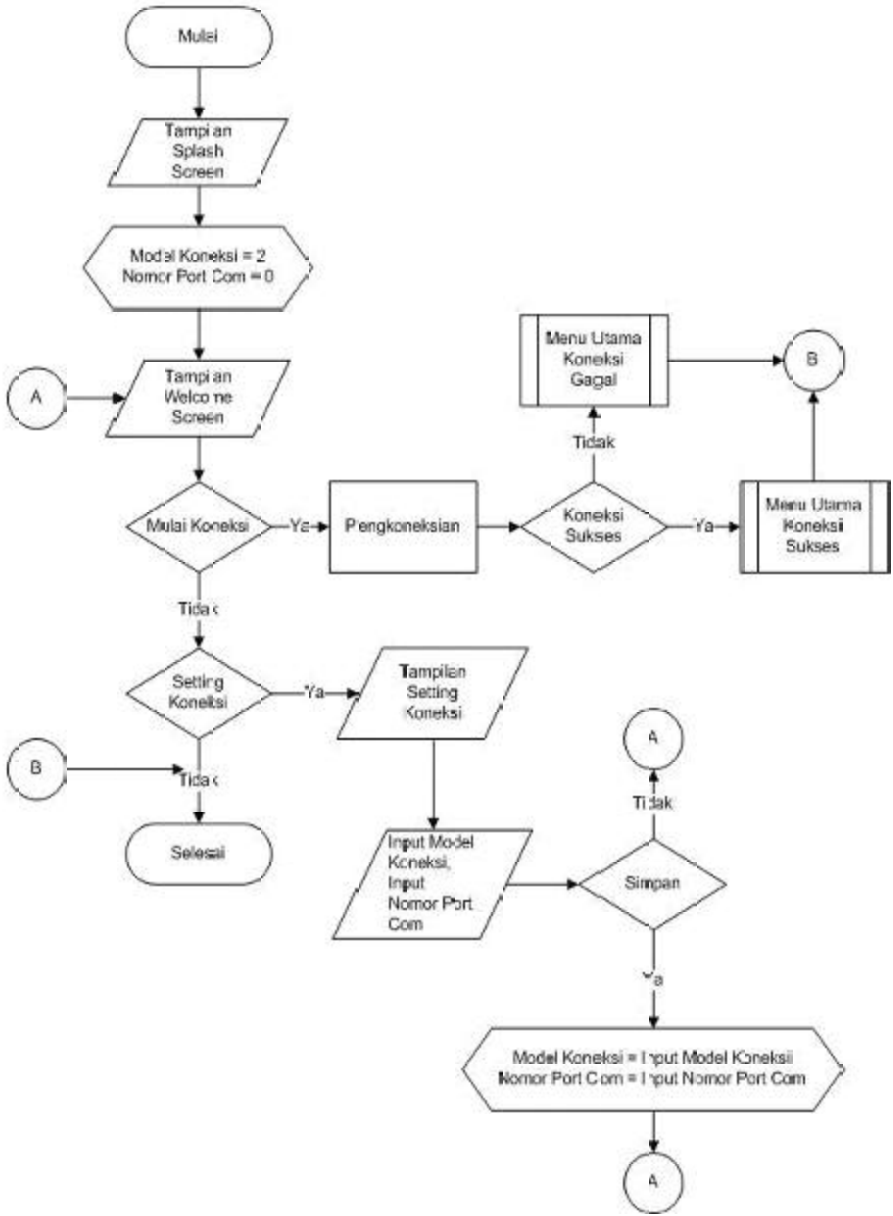 Mulai
Tampilan
Splash
Screen
Model Koneksi = 2
Nomor Port Com = 0
A
Tampilan
Welcome
Screen
Menu Utama
Koneksi
Gagal
B
Tidak
Mulai Koneksi
Ya
Pengkoneksian
Koneksi
Sukses
Ya
Menu Utama
Koneksi
Sukses
Tidak
Setting
Koneksi
Ya
Tampilan
Setting
Koneksi
B
Tidak
A
Tidak
Selesai
Input Model
Koneksi,
Input
Nomor Port
Com
Simpan
Ya
Model Koneksi = Input Model Koneksi
Nomor Port Com = Input Nomor Port Com
A